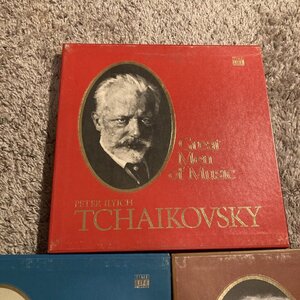 Great
Men
of Music
PETER ILYICH
TCHAIKOVSKY